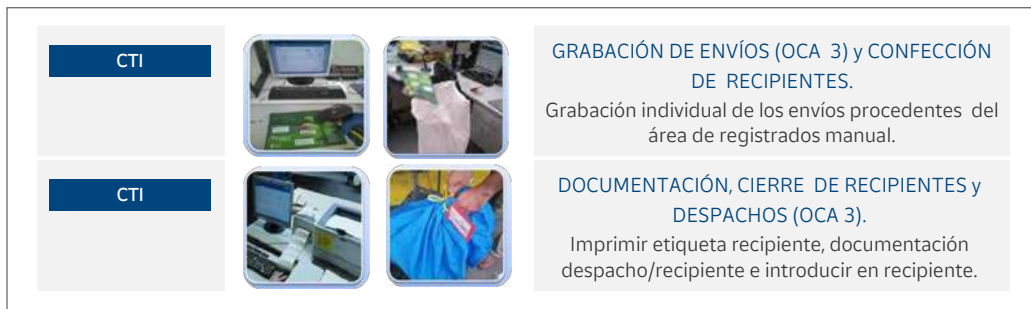 CTI
GRABACIÓN DE ENVÍOS (OCA 3) y CONFECCIÓN
DE RECIPIENTES.
Grabación individual de los envíos procedentes del
área de registrados manual.
CTI
DOCUMENTACIÓN, CIERRE DE RECIPIENTES y
DESPACHOS (OCA 3).
Imprimir etiqueta recipiente, documentación
despacho/recipiente e introducir en recipiente.